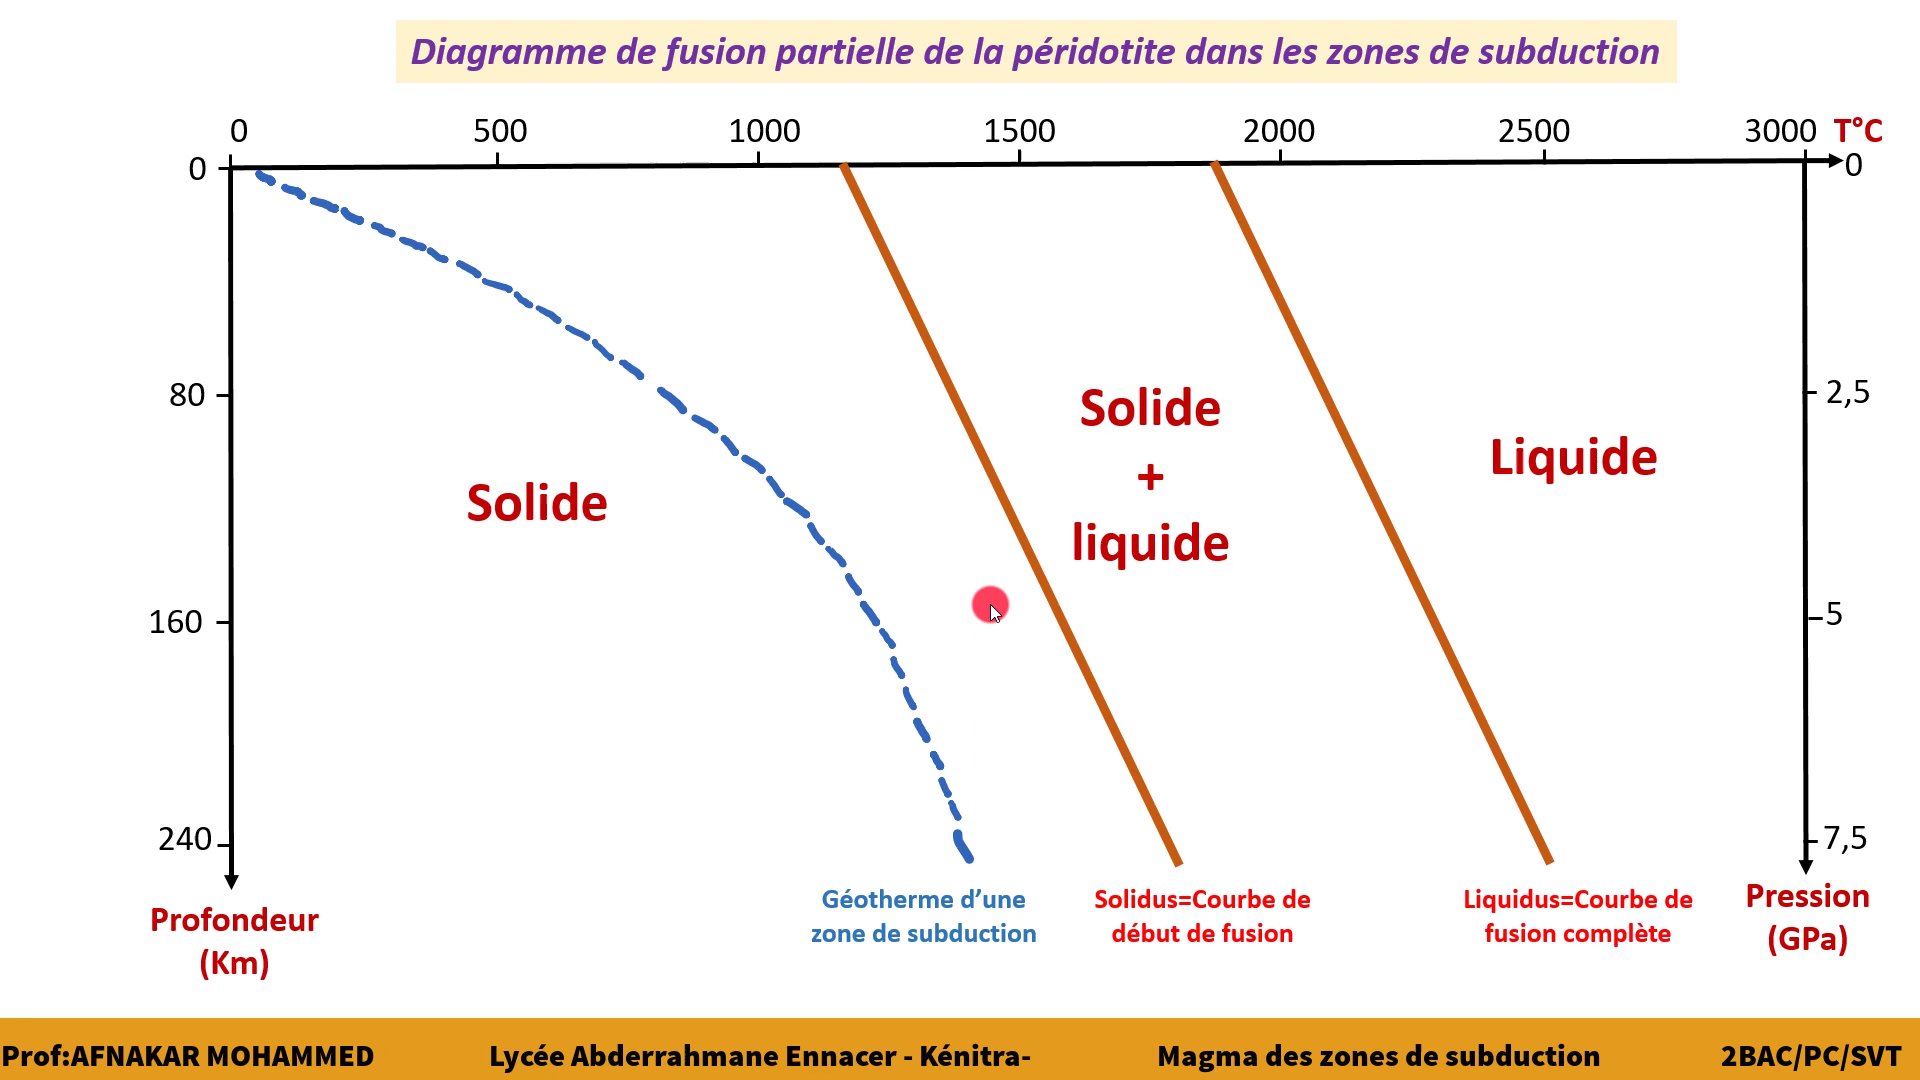 Diagramme de fusion partielle de la péridotite dans les zones de subduction
0 500 1000 1500 2000 2500 3000 T°C
0
0
80
2,5
Solide
+
liquide
Liquide
Solide
160
5
240
7,5
Profondeur
(Km)
Géotherme d’une
zone de subduction
Solidus=Courbe de
début de fusion
Liquidus=Courbe de
fusion complète
Pression
(GPa)
Prof:AFNAKAR MOHAMMED Lycée Abderrahmane Ennacer - Kénitra- Magma des zones de subduction 2BAC/PC/SVT